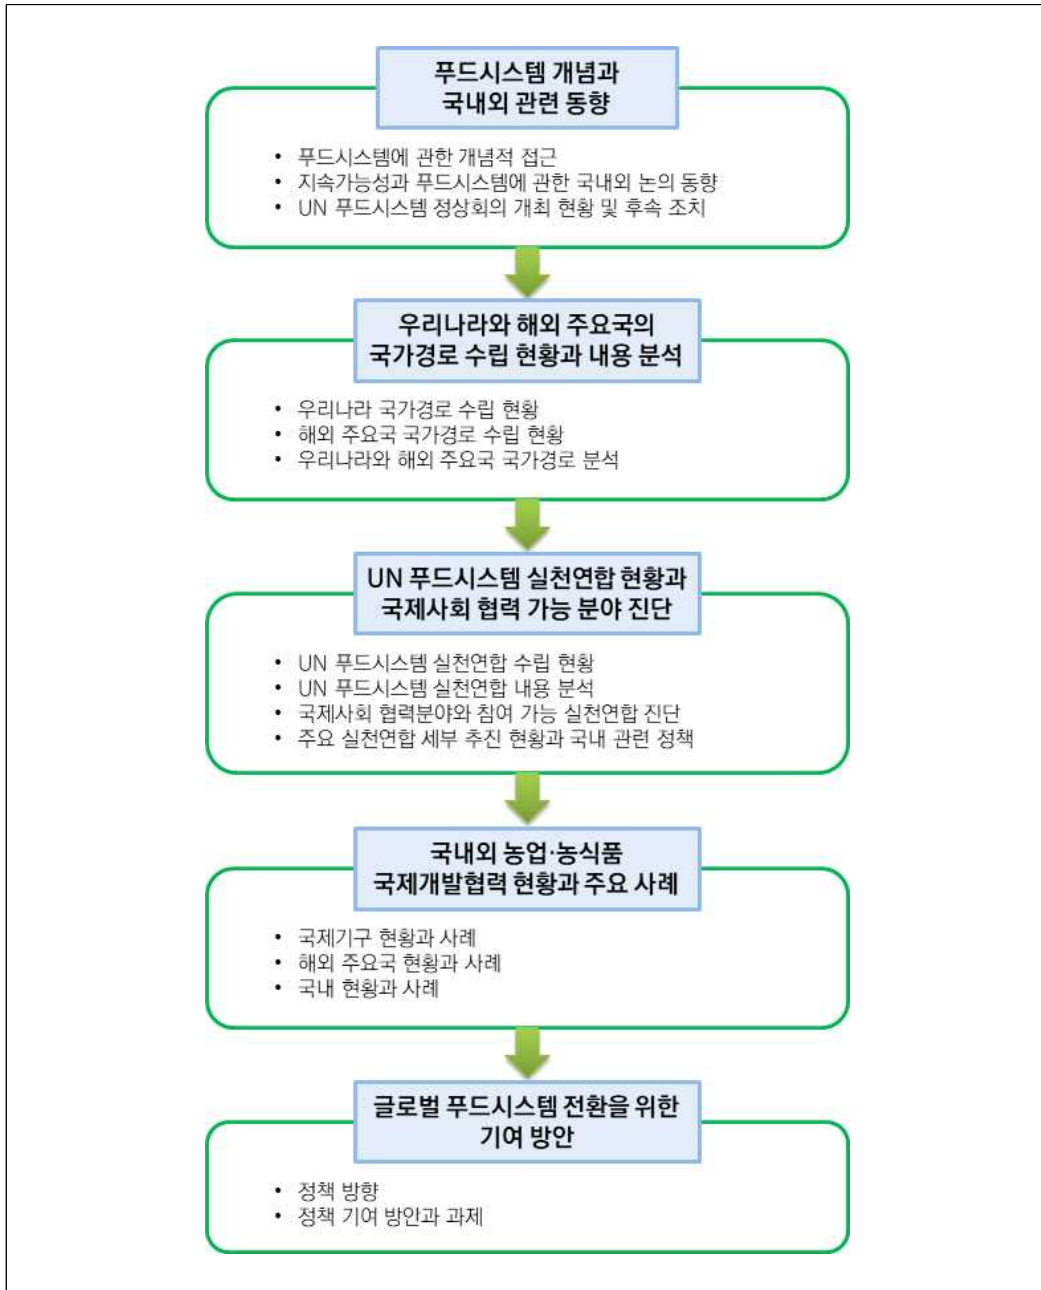 푸드시스템 개념과
국내외 관련 동향
• 푸드시스템에 관한 개념적 접근
• 지속가능성과 푸드시스템에 관한 국내외 논의 동향
• UN 푸드시스템 정상회의 개최 현황 및 후속 조치
우리나라와 해외 주요국의
국가경로 수립 현황과 내용 분석
• 우리나라 국가경로 수립 현황
• 해외 주요국 국가경로 수립 현황
• 우리나라와 해외 주요국 국가경로 분석
UN 푸드시스템 실천연합 현황과
국제사회 협력 가능 분야 진단
• UN 푸드시스템 실천연합 수립 현황
• UN 푸드시스템 실천연합 내용 분석
• 국제사회 협력분야와 참여 가능 실천연합 진단
• 주요 실천연합 세부 추진 현황과 국내 관련 정책
국내외 농업·농식품
국제개발협력 현황과 주요 사례
• 국제기구 현황과 사례
• 해외 주요국 현황과 사례
• 국내 현황과 사례
글로벌 푸드시스템 전환을 위한
기여 방안
• 정책 방향
• 정책 기여 방안과 과제